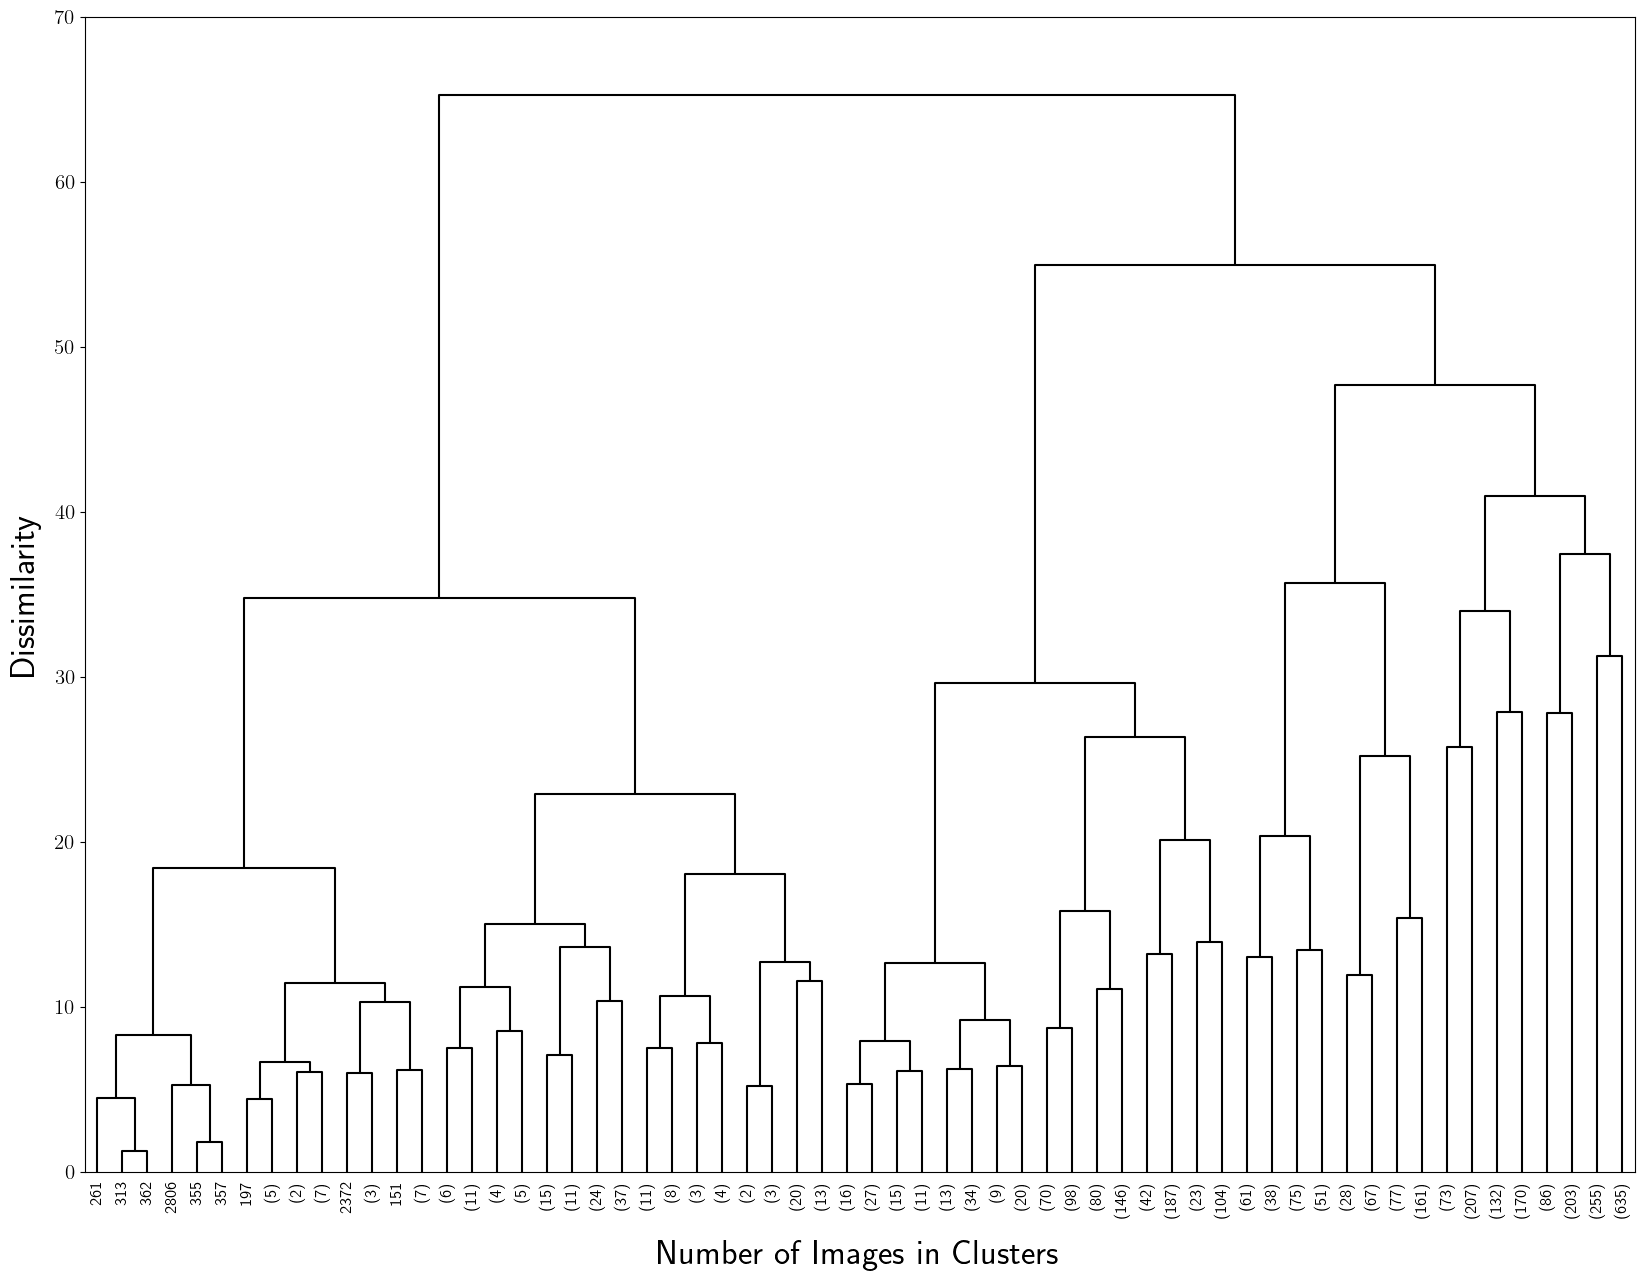 70
60
50
40
30
20
10
0
Dissimilarity
261 313 362 2806 355 357 197 (5) (2) (7) 2372 (3) 151 (7) (6) (11) (4) (5) (15) (11) (24) (37) (11) (8) (3) (4) (2) (3) (20) (13) (16) (27) (15) (11) (13) (34) (9) (20) (70) (98) (80) (146) (42) (187) (23) (104) (61) (38) (75) (51) (28) (67) (77) (161) (73) (207) (132) (170) (86) (203) (255) (635)
Number of Images in Clusters